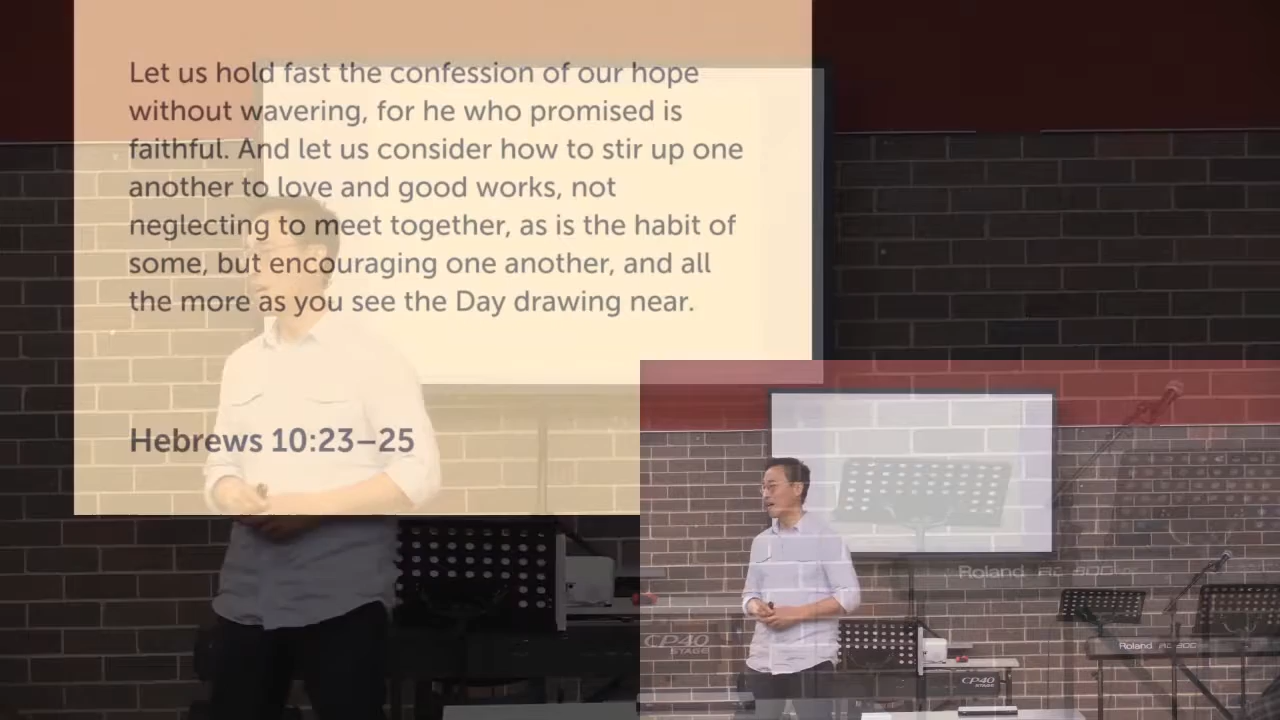 Let us hold fast the confession of our hope
without wavering, for he who promised is
faithful. And let us consider how to stir up one
another to love and good works, not
neglecting to meet together, as is the habit of
some, but encouraging one another, and all
the more as you see the Day drawing near.
Hebrews 10:23–25
Roland
CP40
STAGE
Roland
CP40
STAGE